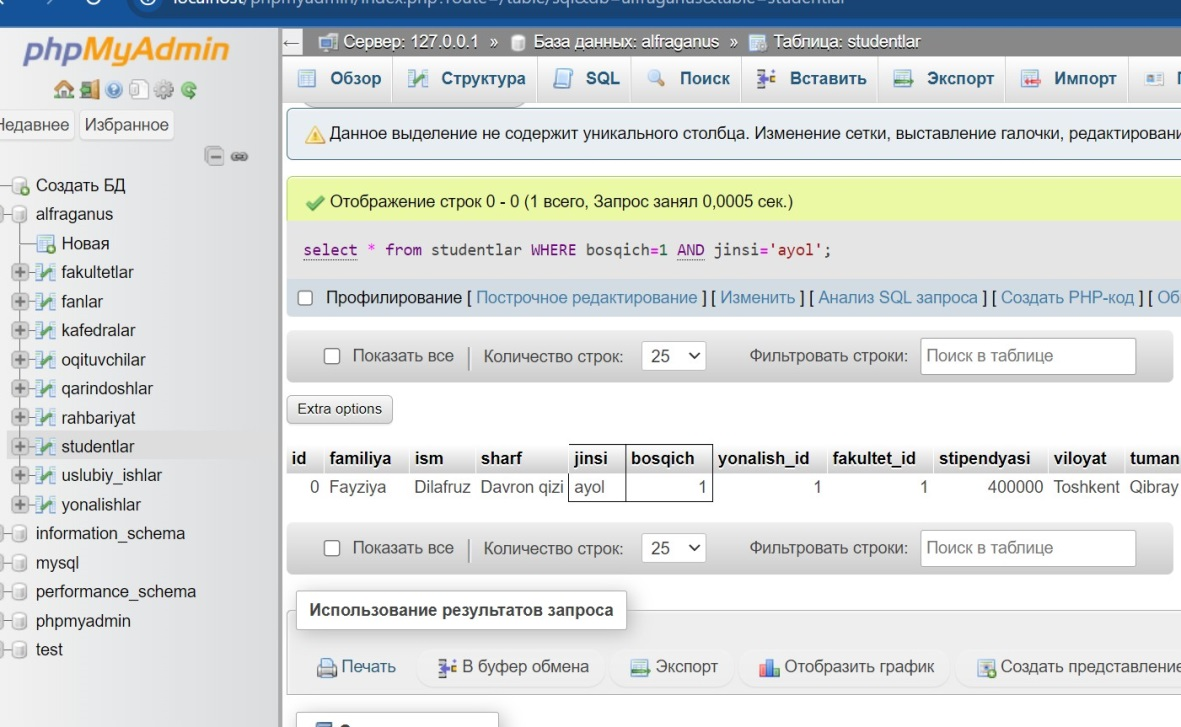 phpMyAdmin
Недавнее Избранное
Создать БД
alfraganus
Новая
fakultetlar
fanlar
kafedralar
oqituvchilar
qarindoshlar
rahbariyat
studentlar
uslubiy_ishlar
yonalishlar
information_schema
mysql
performance_schema
phpmyadmin
test
Сервер: 127.0.0.1 » База данных: alfraganus » Таблица: studentlar
Обзор Структура SQL Поиск Вставить Экспорт Импорт
Данное выделение не содержит уникального столбца. Изменение сетки, выставление галочки,
Отображение строк 0 - 0 (1 всего, Запрос занял 0,0005 сек.)
select * from studentlar WHERE bosqich=1 AND jinsi='ayol';
Профилирование [ Построчное редактирование ] [ Изменить ] [ Анализ SQL запроса ] [ Создать PHP-код ] [
Показать все | Количество строк: 25 Фильтровать строки: Поиск в таблице
Extra options
id familiya ism sharf jinsi bosqich yonalish_id fakultet_id stipendyasi viloyat tuman
0 Fayziya Dilafruz Davron qizi ayol 1 1 1 400000 Toshkent Qibray
Показать все | Количество строк: 25 Фильтровать строки: Поиск в таблице
Использование результатов запроса
Печать В буфер обмена Экспорт Отобразить график Создать представление